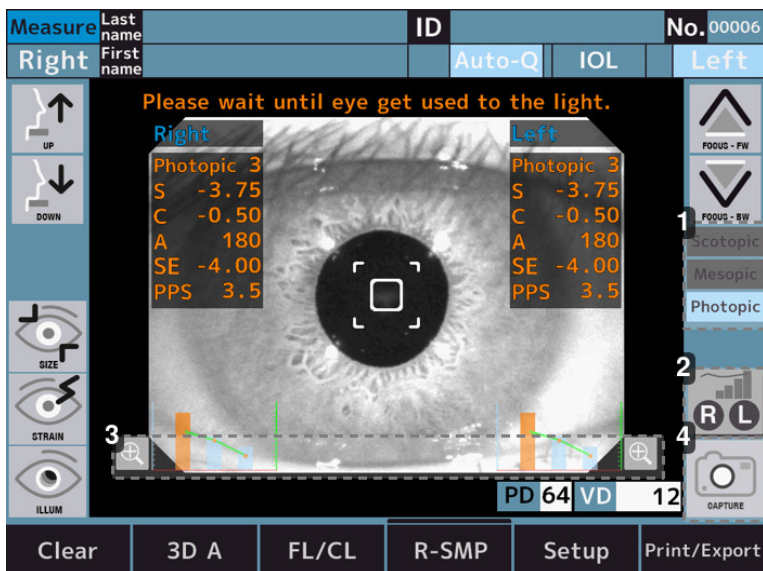 Measure Last name ID No. 00006
Right First name Auto-Q IOL Left
Please wait until eye get used to the light.
UP
DOWN
SIZE
STRAIN
ILLUM
Right
Photopic 3
S -3.75
C -0.50
A 180
SE -4.00
PPS 3.5
Left
Photopic 3
S -3.75
C -0.50
A 180
SE -4.00
PPS 3.5
FOCUS - FW
FOCUS - BW
1
Scotopic
Mesopic
Photopic
2
R L
3
4
CAPTURE
PD 64 VD 12
Clear 3D A FL/CL R-SMP Setup Print/Export